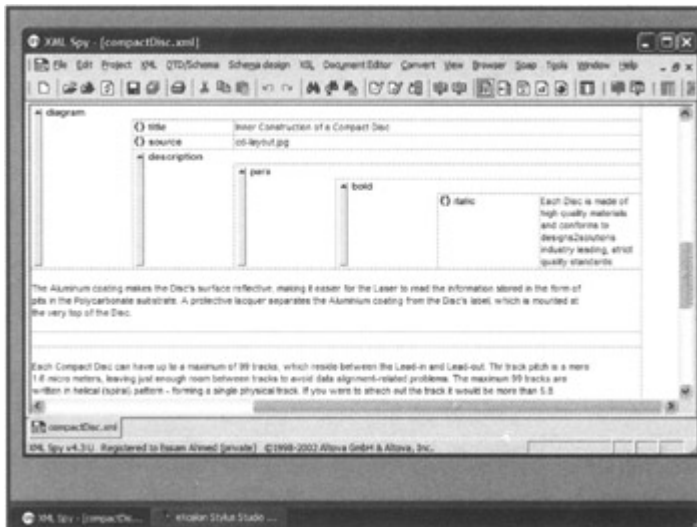 XML Spy - [compactDisc.xml]
File Edit Project XML DTD/Schema Schema design XSL Document Editor Convert View Browser Soap Tools Window Help
diagram
title Inner Construction of a Compact Disc
source cd-layout.jpg
description
para
bold
italic Each Disc is made of
high quality materials
and conforms to
designs2solutions
industry leading, strict
quality standards
The Aluminum coating makes the Disc's surface reflective, making it easier for the Laser to read the information stored in the form of
pits in the Polycarbonate substrate. A protective lacquer separates the Aluminium coating from the Disc's label, which is mounted at
the very top of the Disc.
Each Compact Disc can have up to a maximum of 99 tracks, which reside between the Lead-in and Lead-out. Thr track pitch is a mere
1.6 micro meters, leaving just enough room between tracks to avoid data alignment-related problems. The maximum 99 tracks are
written in helical (spiral) pattern - forming a single physical track. If you were to strech out the track it would be more than 5.8
compactDisc.xml
XML Spy v4.3 U Registered to Essam Ahmed (private) ©1998-2002 Altova GmbH & Altova, Inc.
XML Spy - [compactDis... Stylus Studio ...